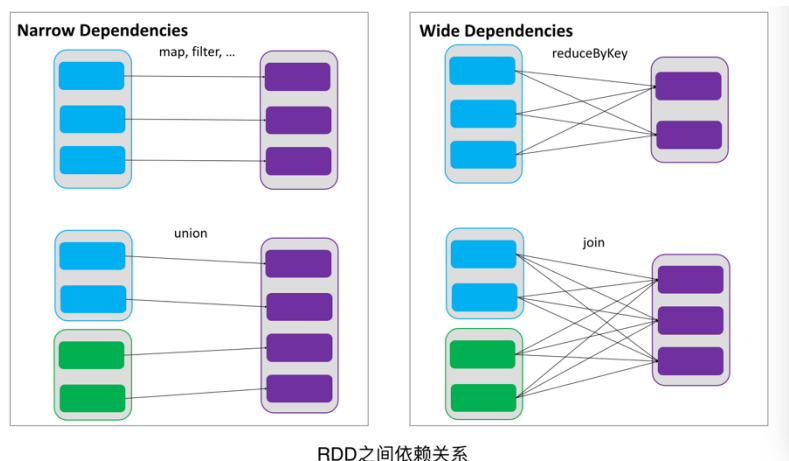 Narrow Dependencies
map, filter, ...
union
Wide Dependencies
reduceByKey
join
RDD之间依赖关系